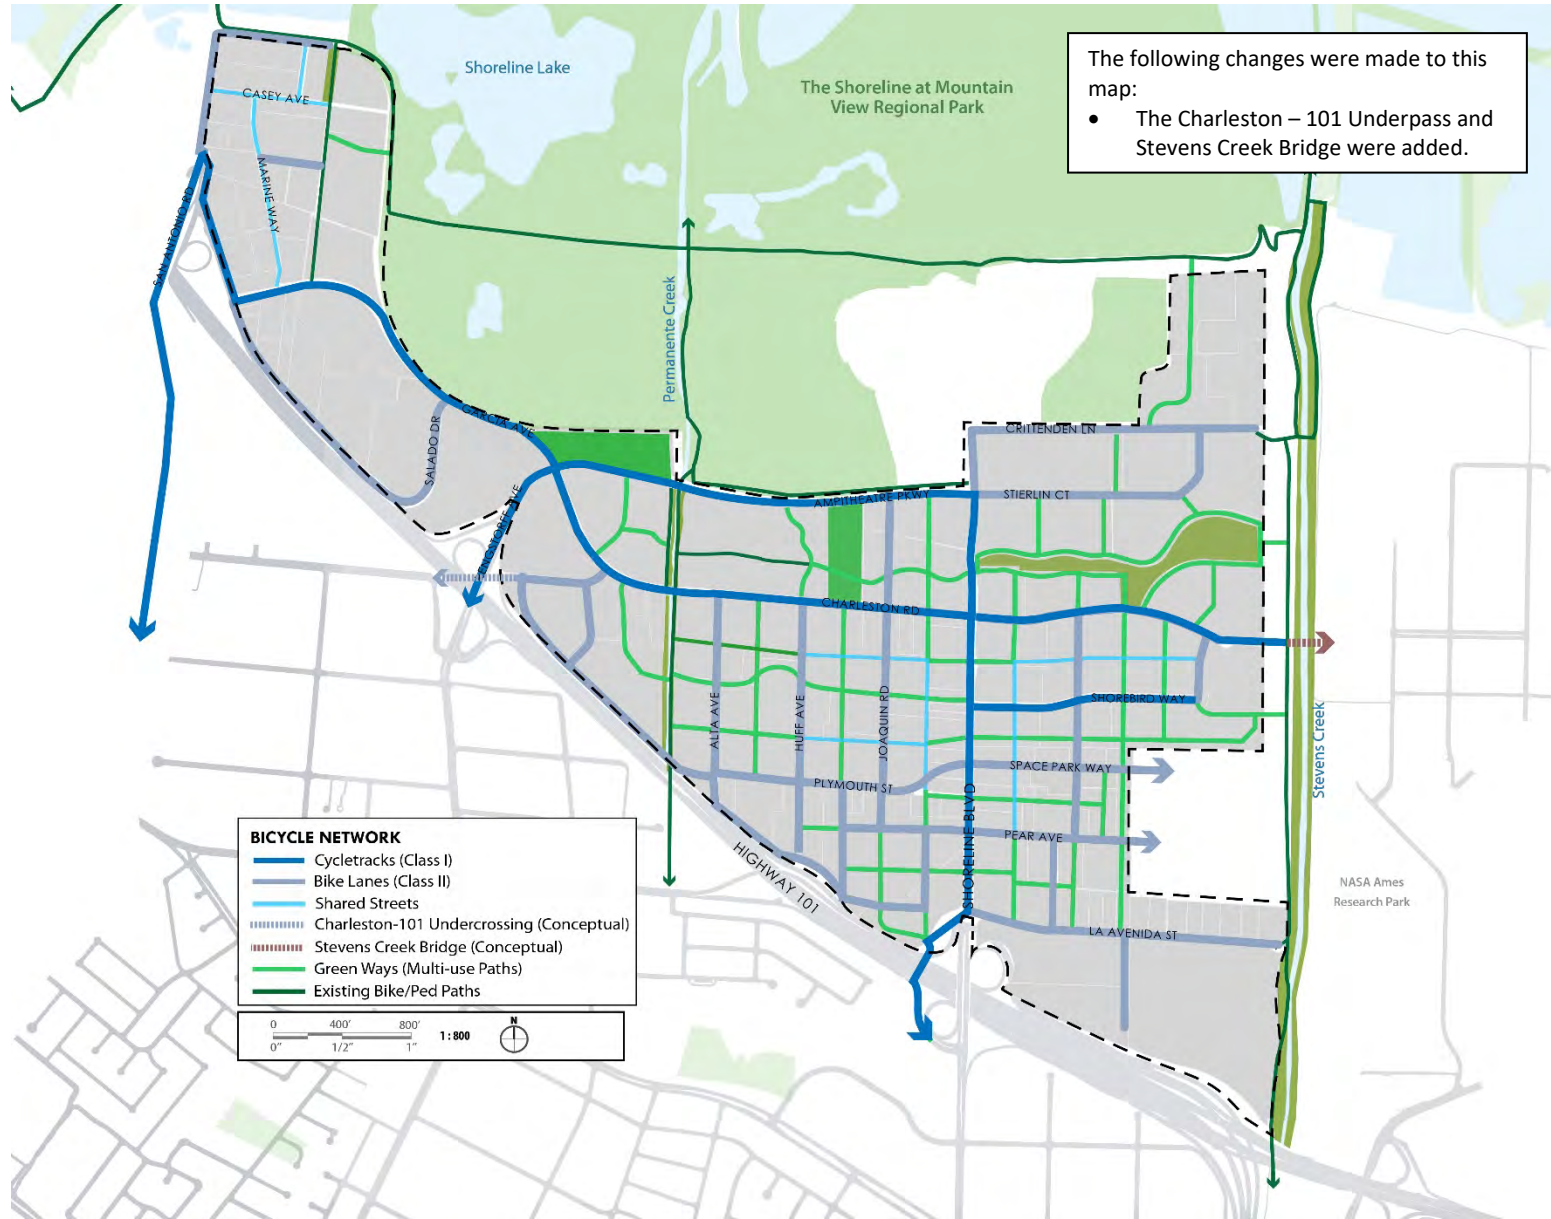 The following changes were made to this
map:
• The Charleston – 101 Underpass and
Stevens Creek Bridge were added.
Shoreline Lake
The Shoreline at Mountain
View Regional Park
CASEY AVE
MARINE WAY
SAN ANTONIO RD
Permanente Creek
GARCIA AVE
SALADO DR
CRITTENDEN LN
AMPITHEATRE PKWY
STIERLIN CT
RENGSTORFF AVE
CHARLESTON RD
SHOREBIRD WAY
ALTA AVE
HUFF AVE
JOAQUIN RD
SPACE PARK WAY
PLYMOUTH ST
SHORELINE BLVD
PEAR AVE
Stevens Creek
HIGHWAY 101
LA AVENIDA ST
NASA Ames
Research Park
BICYCLE NETWORK
Cycletracks (Class I)
Bike Lanes (Class II)
Shared Streets
Charleston-101 Undercrossing (Conceptual)
Stevens Creek Bridge (Conceptual)
Green Ways (Multi-use Paths)
Existing Bike/Ped Paths
0 400' 800'
0" 1/2" 1"
1 : 800
N